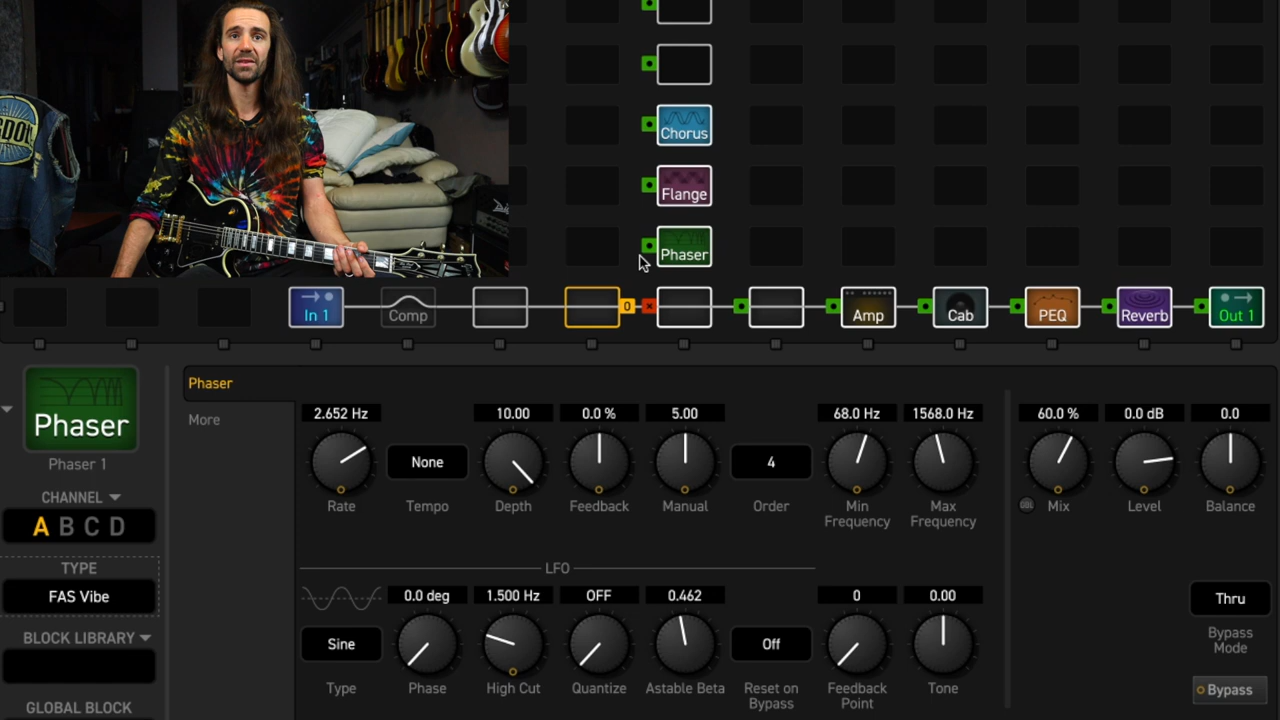 Chorus
Flange
Phaser
In 1
Comp
0
Amp
Cab
PEQ
Reverb
Out 1
Phaser
Phaser 1
CHANNEL
A B C D
TYPE
FAS Vibe
BLOCK LIBRARY
GLOBAL BLOCK
Phaser
More
2.652 Hz
10.00
0.0 %
5.00
68.0 Hz
1568.0 Hz
60.0 %
0.0 dB
0.0
None
4
Rate
Tempo
Depth
Feedback
Manual
Order
Min
Frequency
Max
Frequency
Mix
Level
Balance
LFO
0.0 deg
1.500 Hz
OFF
0.462
0
0.00
Sine
Off
Thru
Type
Phase
High Cut
Quantize
Astable Beta
Reset on
Bypass
Feedback
Point
Tone
Bypass
Mode
Bypass